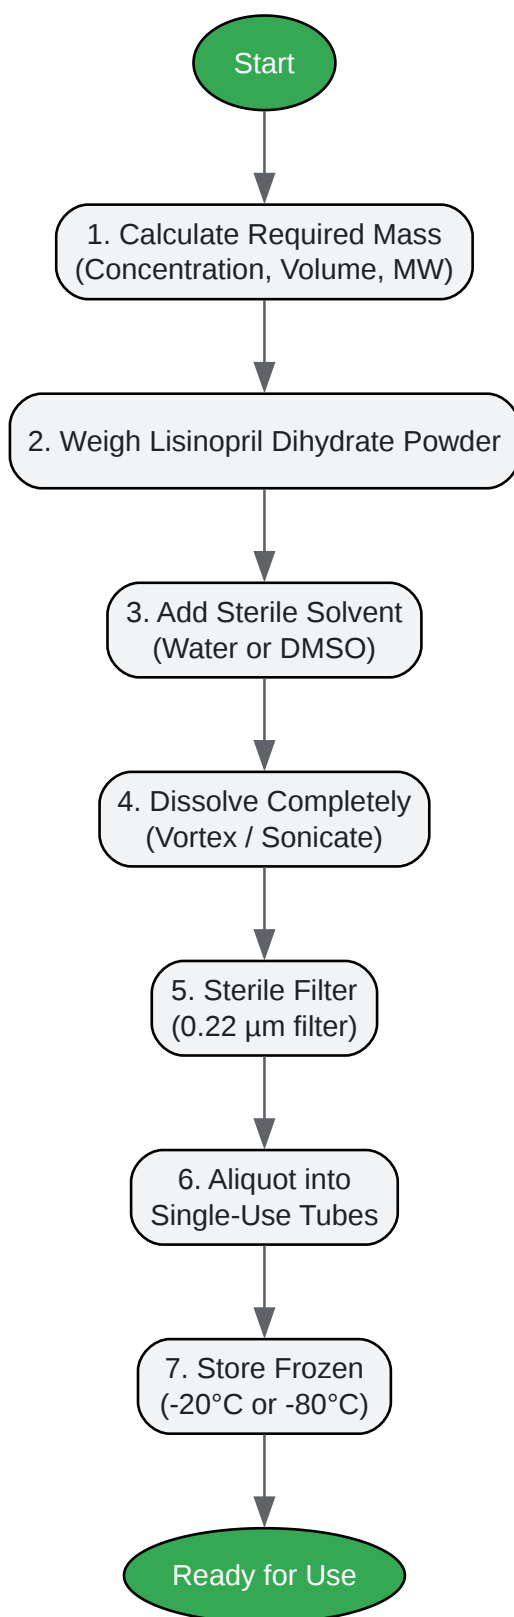 Start
1. Calculate Required Mass
(Concentration, Volume, MW)
2. Weigh Lisinopril Dihydrate Powder
3. Add Sterile Solvent
(Water or DMSO)
4. Dissolve Completely
(Vortex / Sonicate)
5. Sterile Filter
(0.22 µm filter)
6. Aliquot into
Single-Use Tubes
7. Store Frozen
(-20°C or -80°C)
Ready for Use